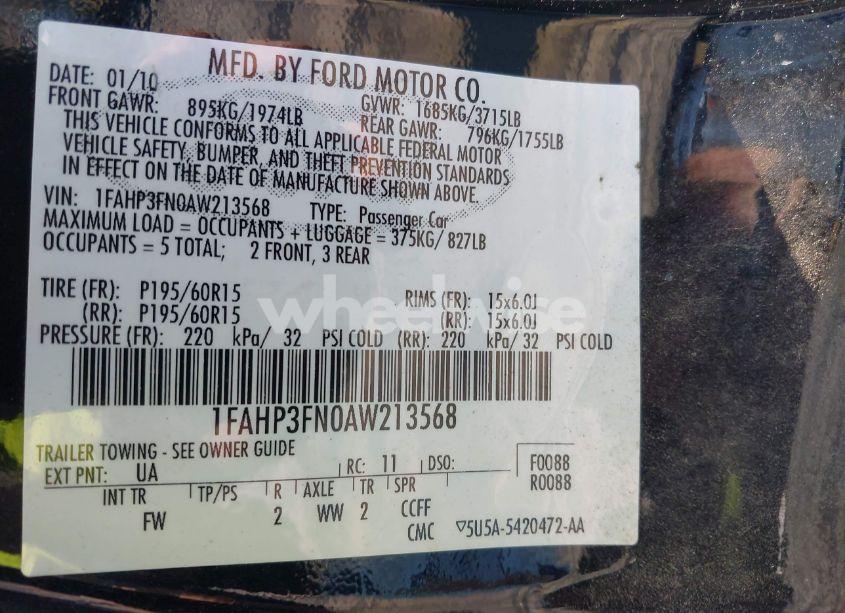 MFD. BY FORD MOTOR CO.
DATE: 01/10 GVWR: 1685KG/3715LB
FRONT GAWR: 895KG/1974LB REAR GAWR: 796KG/1755LB
THIS VEHICLE CONFORMS TO ALL APPLICABLE FEDERAL MOTOR
VEHICLE SAFETY, BUMPER, AND THEFT PREVENTION STANDARDS
IN EFFECT ON THE DATE OF MANUFACTURE SHOWN ABOVE.
VIN: 1FAHP3FN0AW213568 TYPE: Passenger Car
MAXIMUM LOAD = OCCUPANTS + LUGGAGE = 375KG/ 827LB
OCCUPANTS = 5 TOTAL; 2 FRONT, 3 REAR
TIRE (FR): P195/60R15 RIMS (FR): 15x6.0J
(RR): P195/60R15 (RR): 15x6.0J
PRESSURE (FR): 220 kPa/ 32 PSI COLD (RR): 220 kPa/ 32 PSI COLD
wheelwise
1FAHP3FN0AW213568
TRAILER TOWING - SEE OWNER GUIDE
EXT PNT: UA RC: 11 DSO: F0088
R0088
INT TR TP/PS R AXLE TR SPR
FW 2 WW 2 CCFF
CMC ▽5U5A-5420472-AA